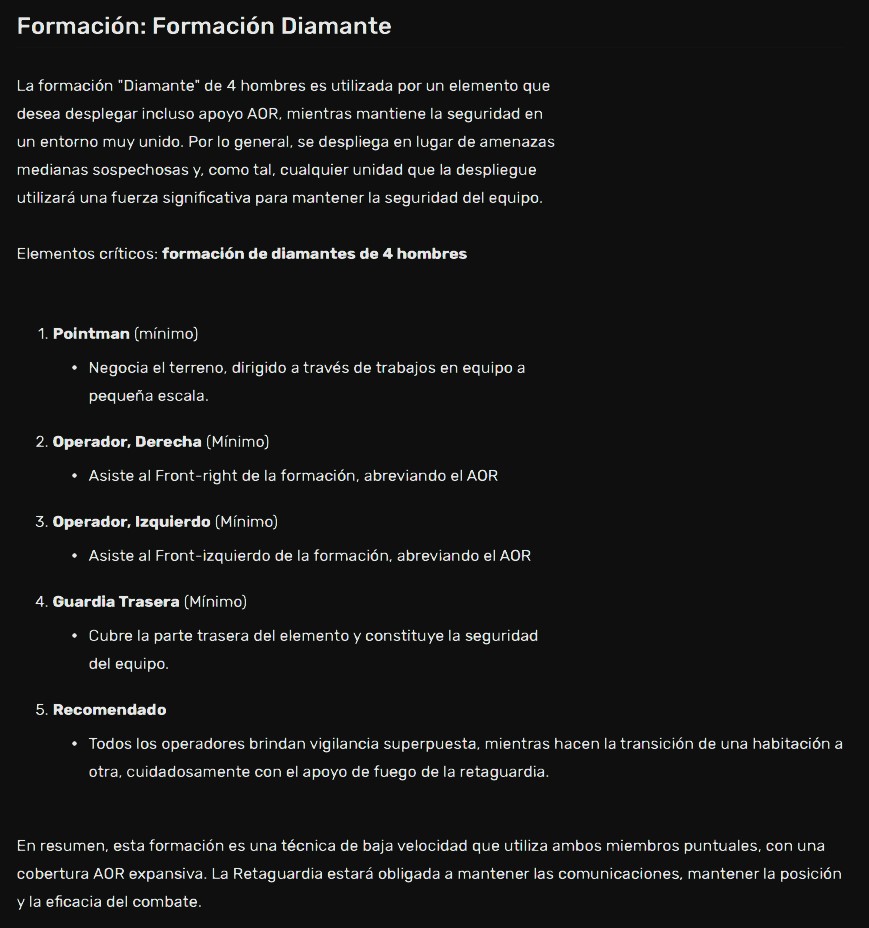 Formación: Formación Diamante
La formación "Diamante" de 4 hombres es utilizada por un elemento que
desea desplegar incluso apoyo AOR, mientras mantiene la seguridad en
un entorno muy unido. Por lo general, se despliega en lugar de amenazas
medianas sospechosas y, como tal, cualquier unidad que la despliegue
utilizará una fuerza significativa para mantener la seguridad del equipo.
Elementos críticos: formación de diamantes de 4 hombres
1. Pointman (mínimo)
• Negocia el terreno, dirigido a través de trabajos en equipo a
pequeña escala.
2. Operador, Derecha (Mínimo)
• Asiste al Front-right de la formación, abreviando el AOR
3. Operador, Izquierdo (Mínimo)
• Asiste al Front-izquierdo de la formación, abreviando el AOR
4. Guardia Trasera (Mínimo)
• Cubre la parte trasera del elemento y constituye la seguridad
del equipo.
5. Recomendado
• Todos los operadores brindan vigilancia superpuesta, mientras hacen la transición de una habitación a
otra, cuidadosamente con el apoyo de fuego de la retaguardia.
En resumen, esta formación es una técnica de baja velocidad que utiliza ambos miembros puntuales, con una
cobertura AOR expansiva. La Retaguardia estará obligada a mantener las comunicaciones, mantener la posición
y la eficacia del combate.